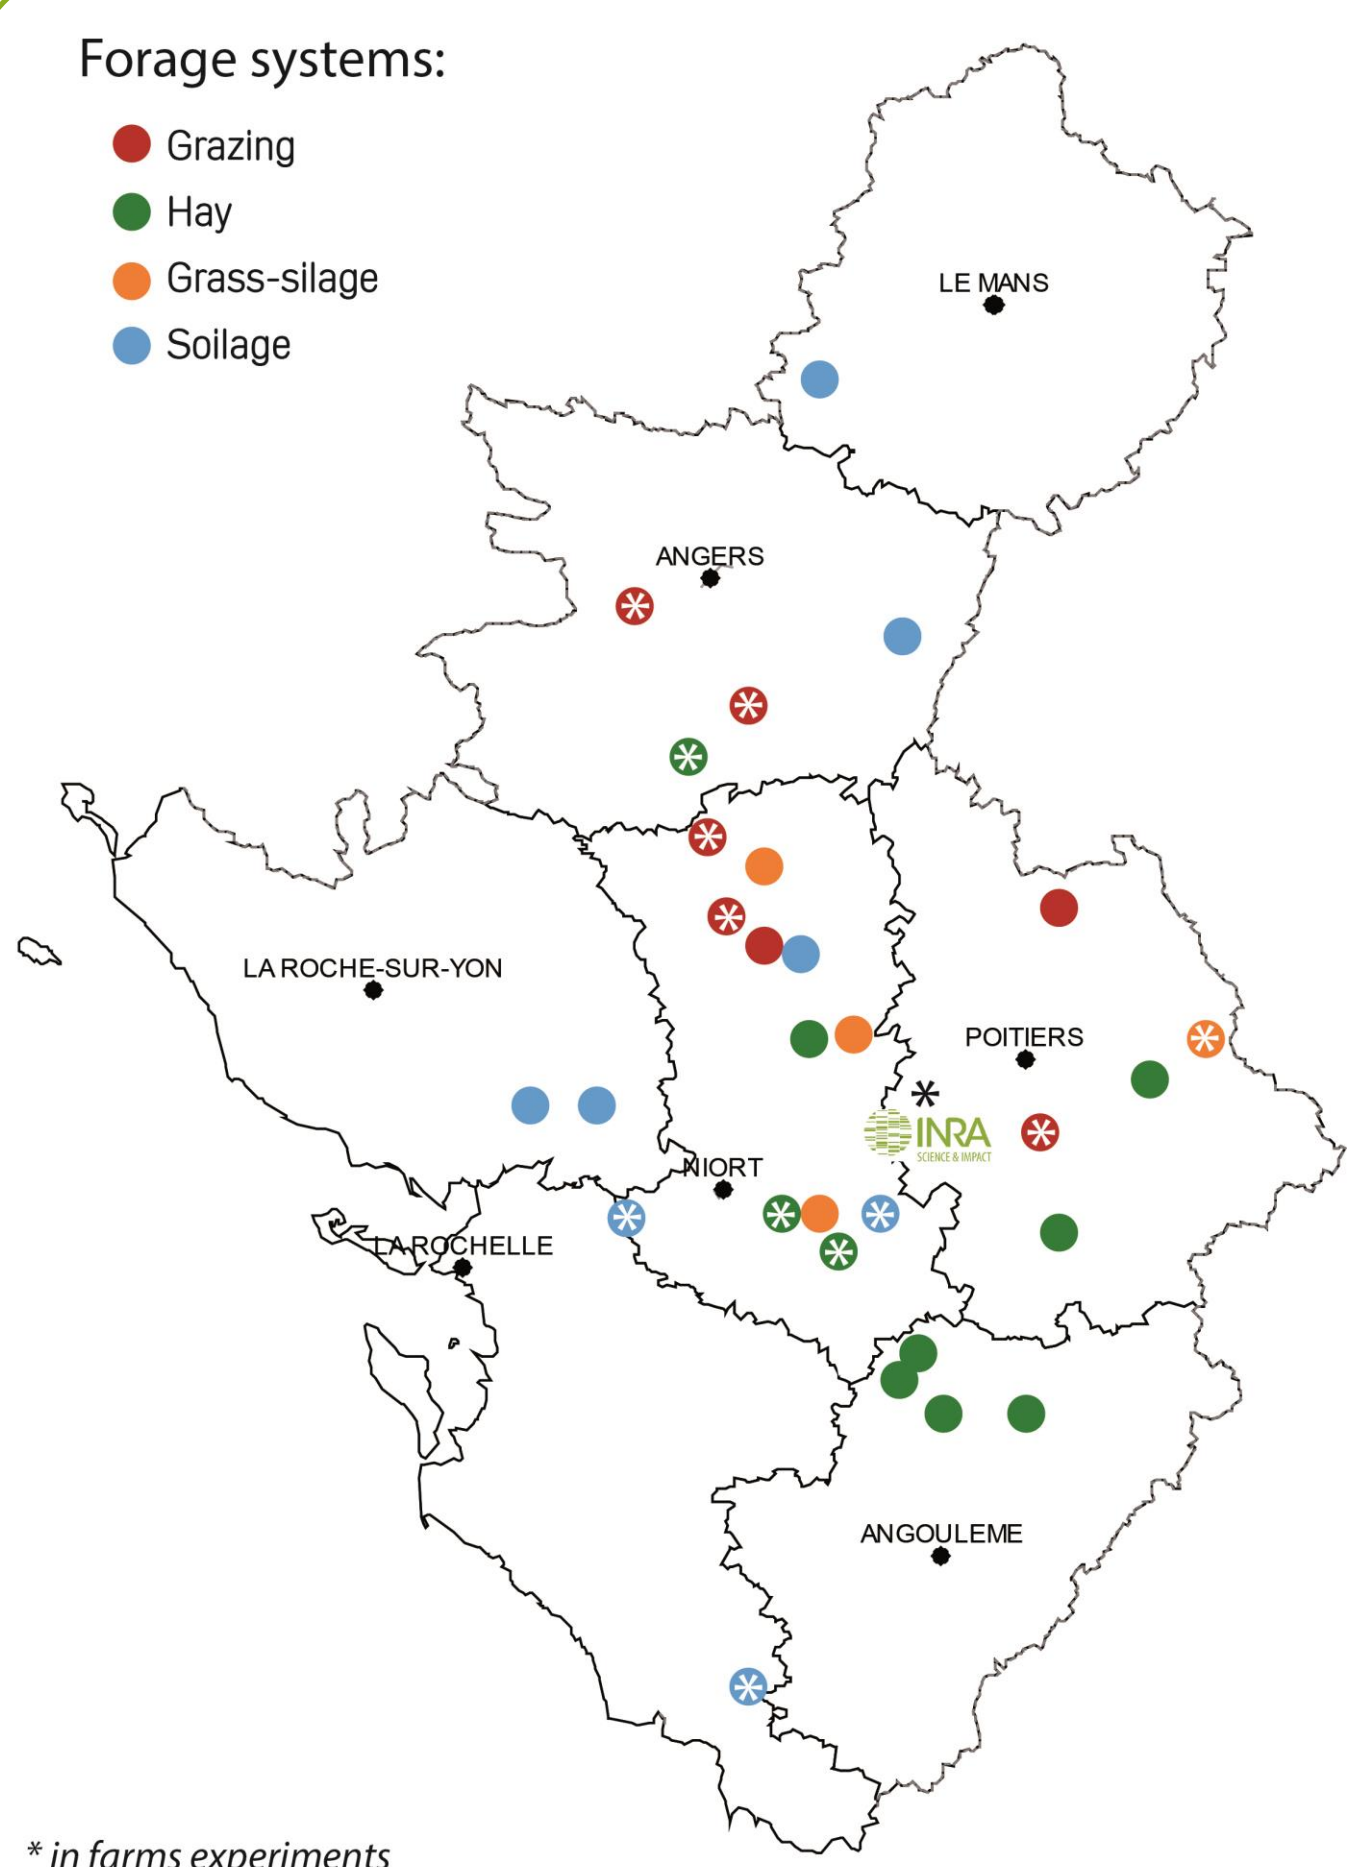 Forage systems:
Grazing
Hay
Grass-silage
Soilage
LE MANS
ANGERS
LA ROCHE-SUR-YON
POITIERS
*
INRA
SCIENCE & IMPACT
NIORT
LA ROCHELLE
ANGOULEME
* in farms experiments